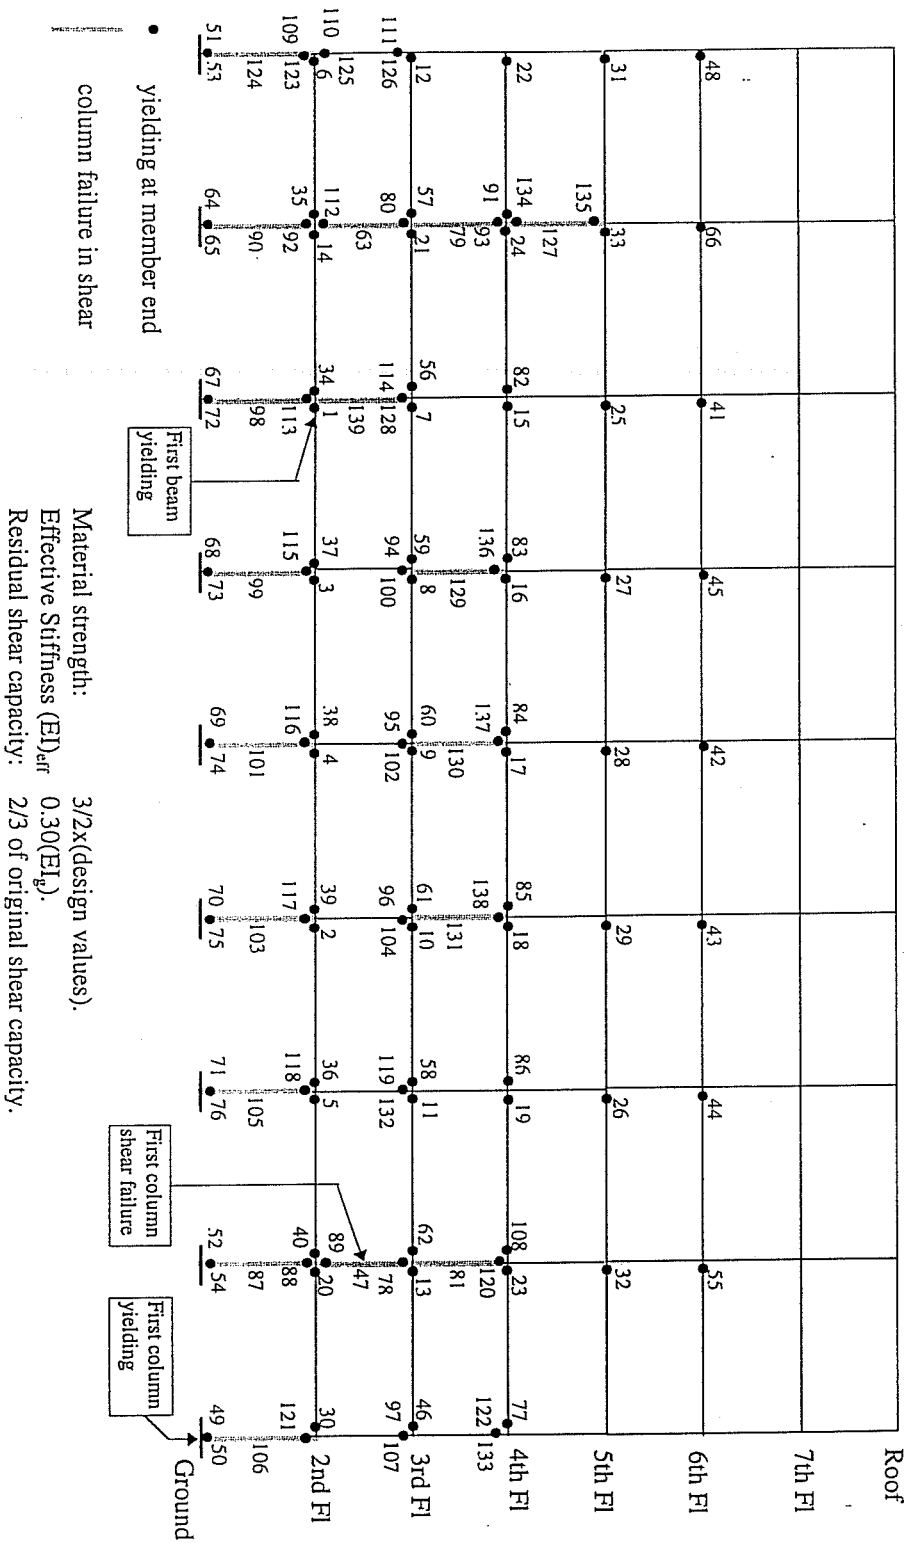 Roof
7th Fl
48 66 41 45 42 43 44 55 6th Fl
31 33 25 27 28 29 26 32 5th Fl
135
127
22 134 24 82 15 83 16 84 17 85 18 86 19 108 23 77 4th Fl
91 93 136 137 138 120 122 133
79 129 130 131 81
12 57 21 56 7 59 8 60 9 61 10 58 11 62 13 46 3rd Fl
111 126 80 114 128 94 100 95 102 96 104 119 132 78 97 107
63 139 47
110 125 112 89
6 35 14 34 1 37 3 38 4 39 2 36 5 40 20 30 2nd Fl
109 123 92 113 115 116 117 118 88 121
124 90 98 99 101 103 105 87 106
51 53 64 65 67 72 68 73 69 74 70 75 71 76 52 54 49 50 Ground
First beam
yielding
First column
shear failure
First column
yielding
yielding at member end
column failure in shear
Material strength: 3/2x(design values).
Effective Stiffness (EI)eff 0.30(EIg).
Residual shear capacity: 2/3 of original shear capacity.